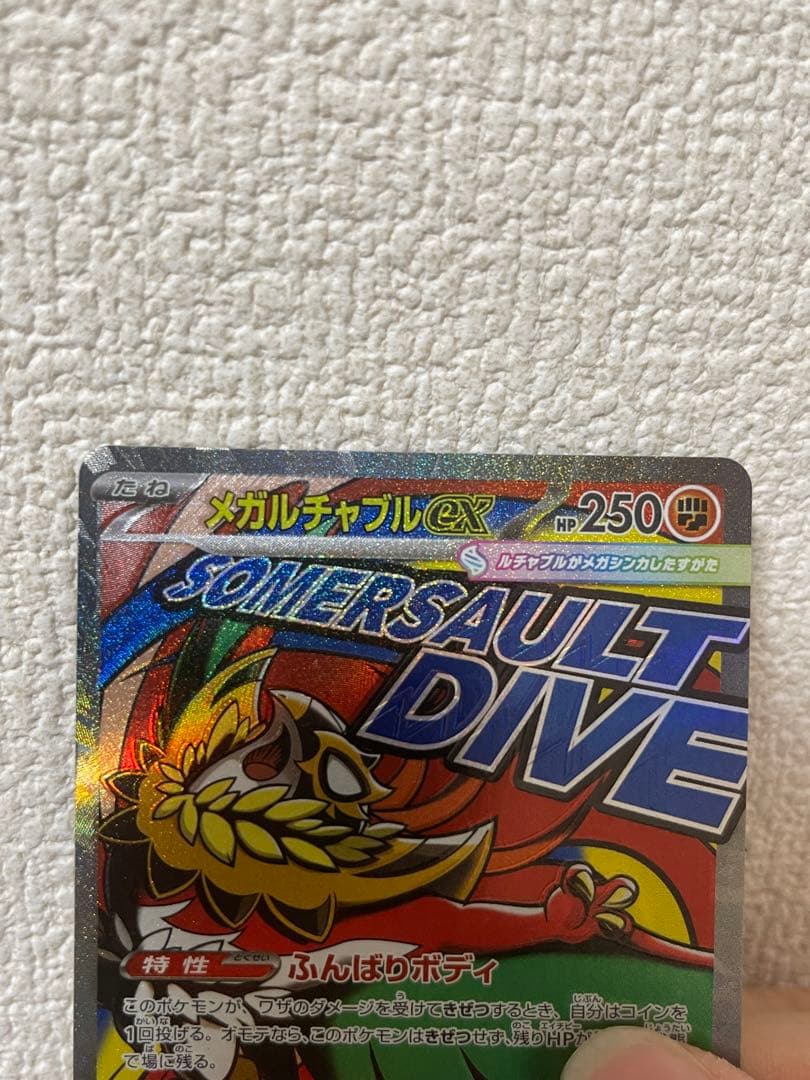 たね メガルチャブルex HP250
ルチャブルがメガシンカしたすがた
SOMERSAULT
DIVE
特性 とくせい ふんばりボディ
このポケモンが、ワザのダメージを受けてきぜつするとき、自分はコインを
1回投げる。オモテなら、このポケモンはきぜつせず、残りHPが
で場に残る。